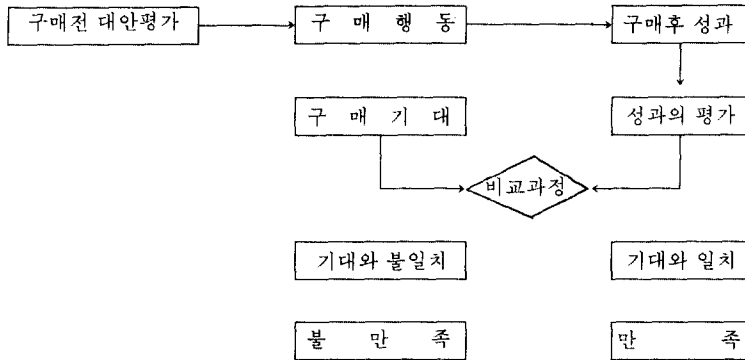 구매전 대안평가
구 매 행 동
구매후 성과
구 매 기 대
성과의 평가
비교과정
기대와 불일치
기대와 일치
불 만 족
만 족